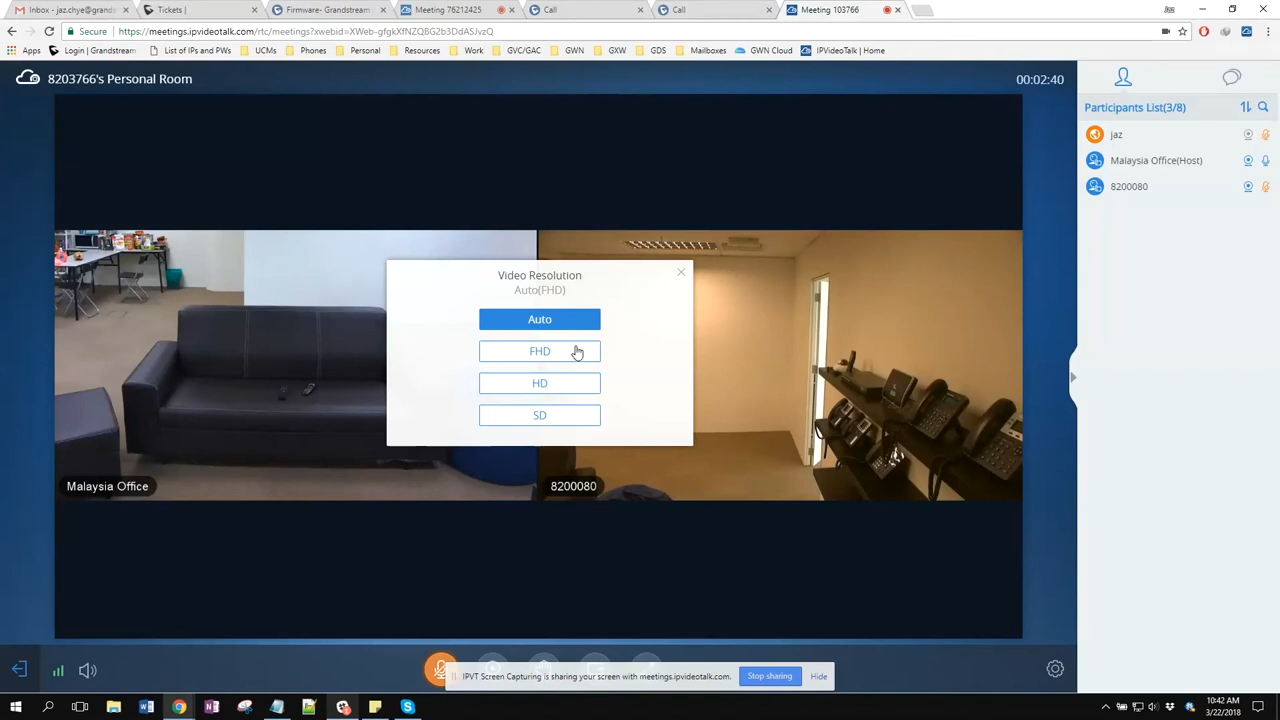 Inbox - jaz.chye@grands
Tickets |
Firmware- Grandstream
Meeting 76212425
Call
Call
Meeting 103766
Secure
https://meetings.ipvideotalk.com/rtc/meetings?xwebid=XWeb-gfgkXfNZQBG2b3DdASJvzQ
Apps
Login | Grandstream
List of IPs and PWs
UCMs
Phones
Personal
Resources
Work
GVC/GAC
GWN
GXW
GDS
Mailboxes
GWN Cloud
IPVideoTalk | Home
8203766's Personal Room
00:02:40
Participants List(3/8)
jaz
Malaysia Office(Host)
8200080
Video Resolution
Auto(FHD)
Auto
FHD
HD
SD
Malaysia Office
8200080
IPVT Screen Capturing is sharing your screen with meetings.ipvideotalk.com.
Stop sharing
Hide
10:42 AM
3/22/2018